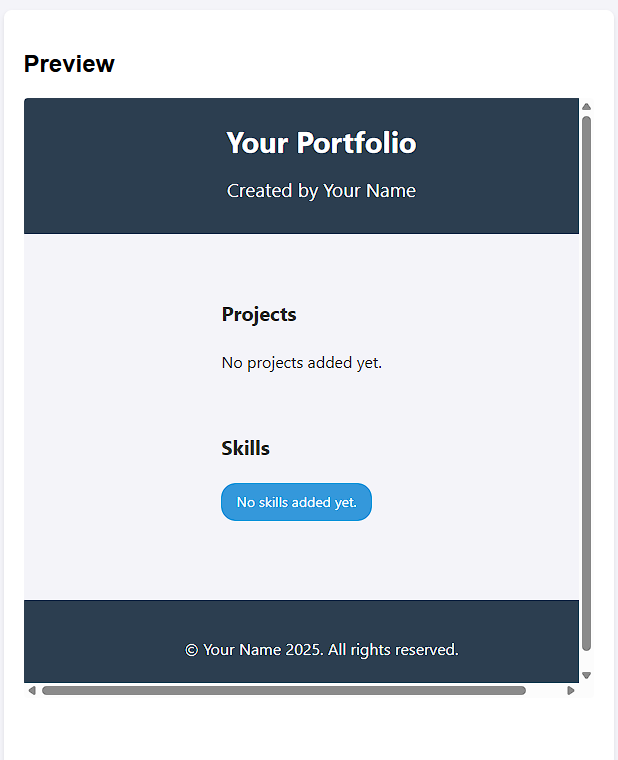 Preview
Your Portfolio
Created by Your Name
Projects
No projects added yet.
Skills
No skills added yet.
© Your Name 2025. All rights reserved.